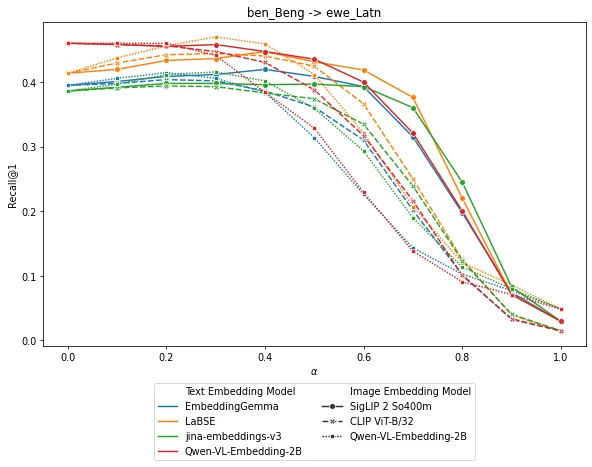 ben_Beng -> ewe_Latn
Recall@1
0.4
0.3
0.2
0.1
0.0
0.0 0.2 0.4 0.6 0.8 1.0
α
Text Embedding Model
EmbeddingGemma
LaBSE
jina-embeddings-v3
Qwen-VL-Embedding-2B
Image Embedding Model
SigLIP 2 So400m
CLIP ViT-B/32
Qwen-VL-Embedding-2B